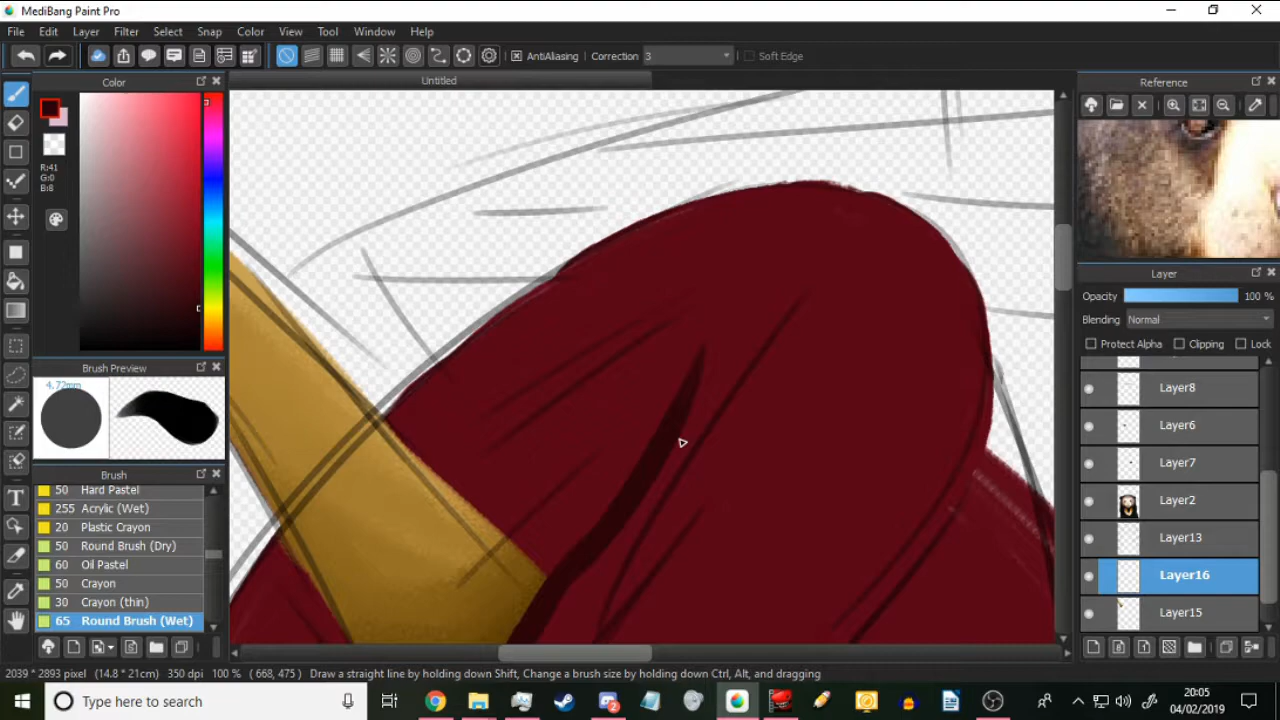 MediBang Paint Pro
File Edit Layer Filter Select Snap Color View Tool Window Help
AntiAliasing Correction 3 Soft Edge
Color
R:41
G:0
B:8
Brush Preview
4.72mm
Brush
50 Hard Pastel
255 Acrylic (Wet)
20 Plastic Crayon
50 Round Brush (Dry)
60 Oil Pastel
50 Crayon
30 Crayon (thin)
65 Round Brush (Wet)
Untitled
Reference
Layer
Opacity 100 %
Blending Normal
Protect Alpha Clipping Lock
Layer8
Layer6
Layer7
Layer2
Layer13
Layer16
Layer15
2039 * 2893 pixel (14.8 * 21cm) 350 dpi 100 % ( 668, 475) Draw a straight line by holding down Shift, Change a brush size by holding down Ctrl, Alt, and dragging
Type here to search
20:05
04/02/2019